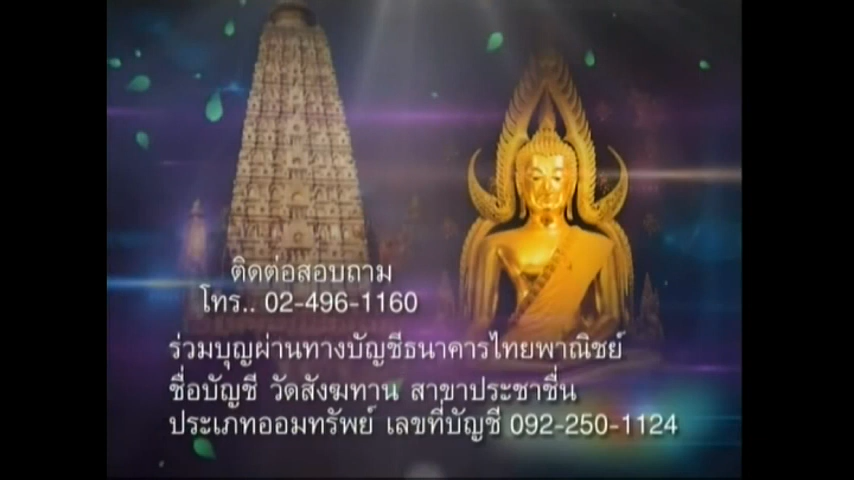 ติดต่อสอบถาม
โทร.. 02-496-1160
ร่วมบุญผ่านทางบัญชีธนาคารไทยพาณิชย์
ชื่อบัญชี วัดสังฆทาน สาขาประชาชื่น
ประเภทออมทรัพย์ เลขที่บัญชี 092-250-1124